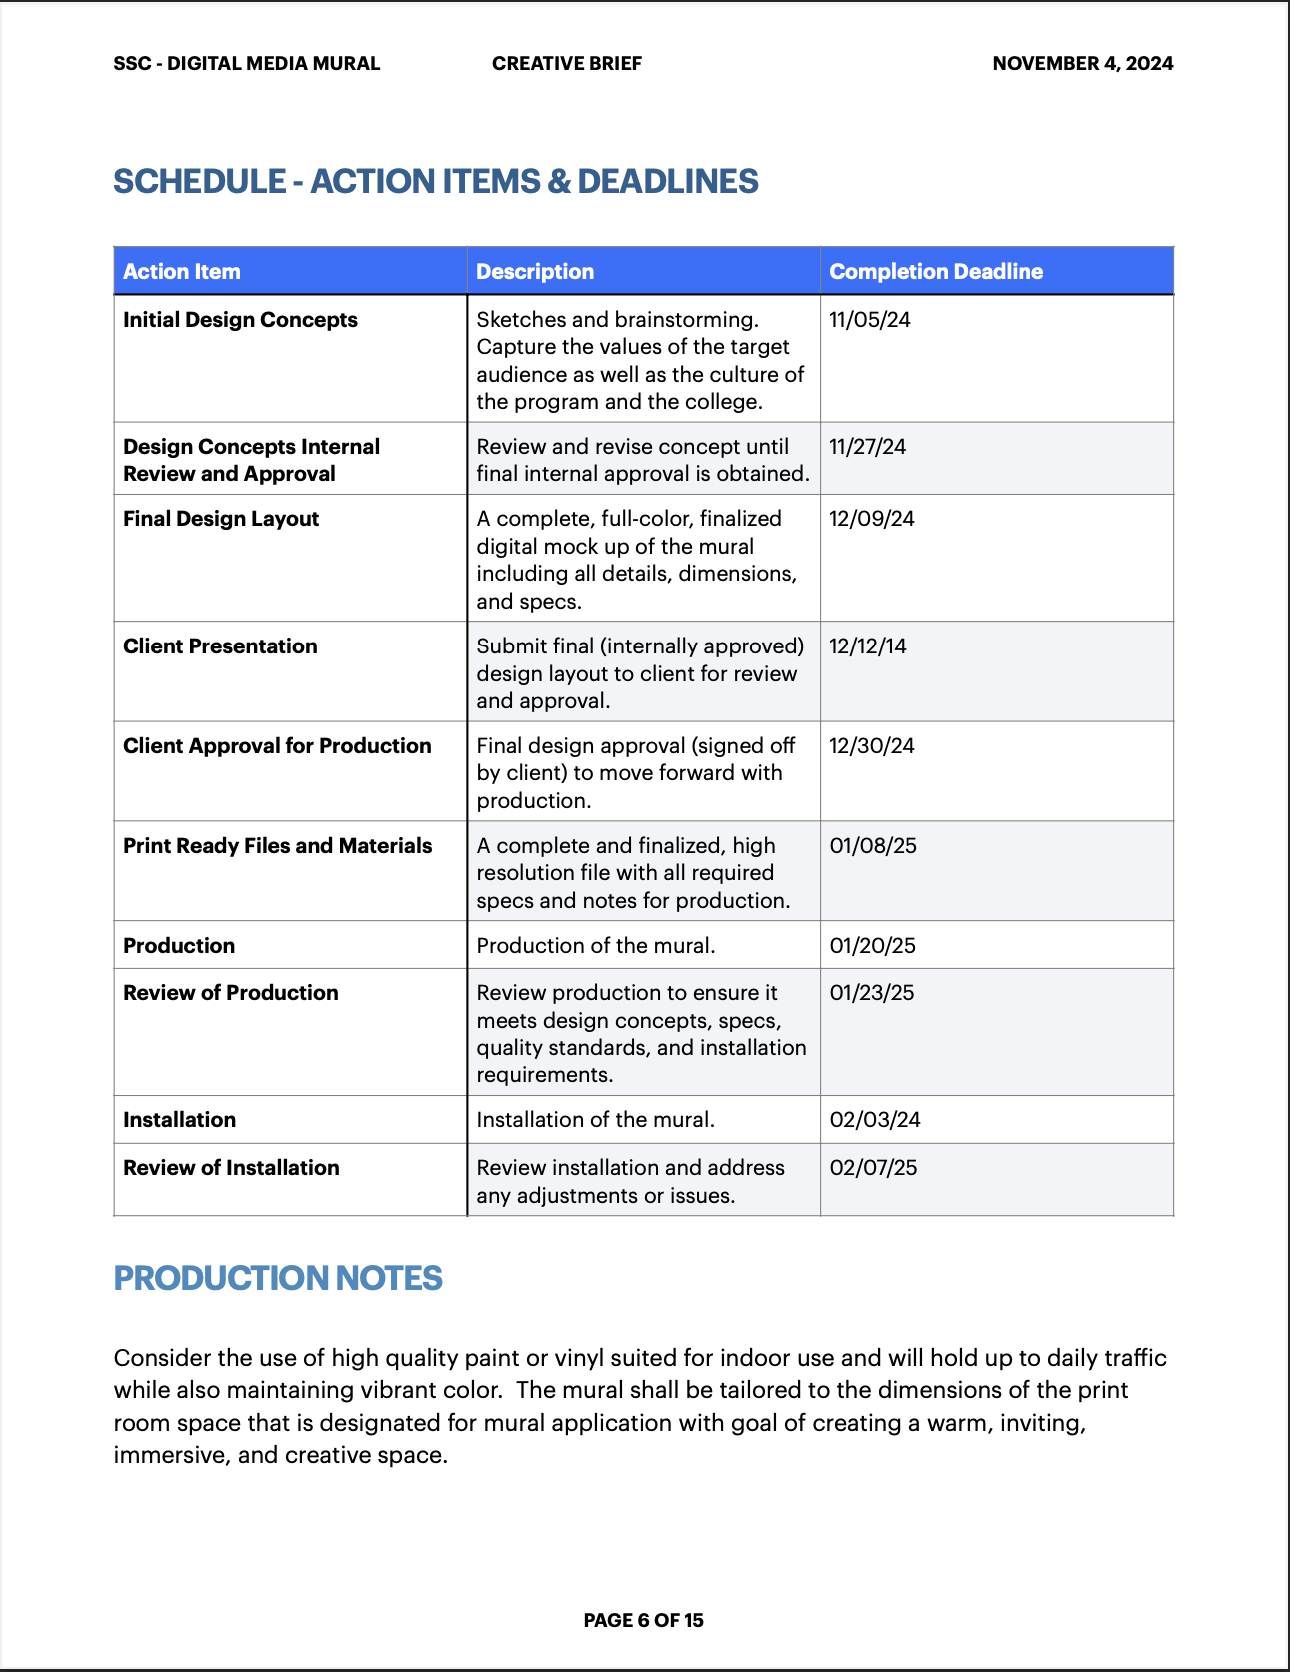 SSC - DIGITAL MEDIA MURAL CREATIVE BRIEF NOVEMBER 4, 2024
SCHEDULE - ACTION ITEMS & DEADLINES
Action Item Description Completion Deadline
Initial Design Concepts Sketches and brainstorming. 11/05/24
Capture the values of the target
audience as well as the culture of
the program and the college.
Design Concepts Internal Review and revise concept until 11/27/24
Review and Approval final internal approval is obtained.
Final Design Layout A complete, full-color, finalized 12/09/24
digital mock up of the mural
including all details, dimensions,
and specs.
Client Presentation Submit final (internally approved) 12/12/14
design layout to client for review
and approval.
Client Approval for Production Final design approval (signed off 12/30/24
by client) to move forward with
production.
Print Ready Files and Materials A complete and finalized, high 01/08/25
resolution file with all required
specs and notes for production.
Production Production of the mural. 01/20/25
Review of Production Review production to ensure it 01/23/25
meets design concepts, specs,
quality standards, and installation
requirements.
Installation Installation of the mural. 02/03/24
Review of Installation Review installation and address 02/07/25
any adjustments or issues.
PRODUCTION NOTES
Consider the use of high quality paint or vinyl suited for indoor use and will hold up to daily traffic
while also maintaining vibrant color.  The mural shall be tailored to the dimensions of the print
room space that is designated for mural application with goal of creating a warm, inviting,
immersive, and creative space.
PAGE 6 OF 15